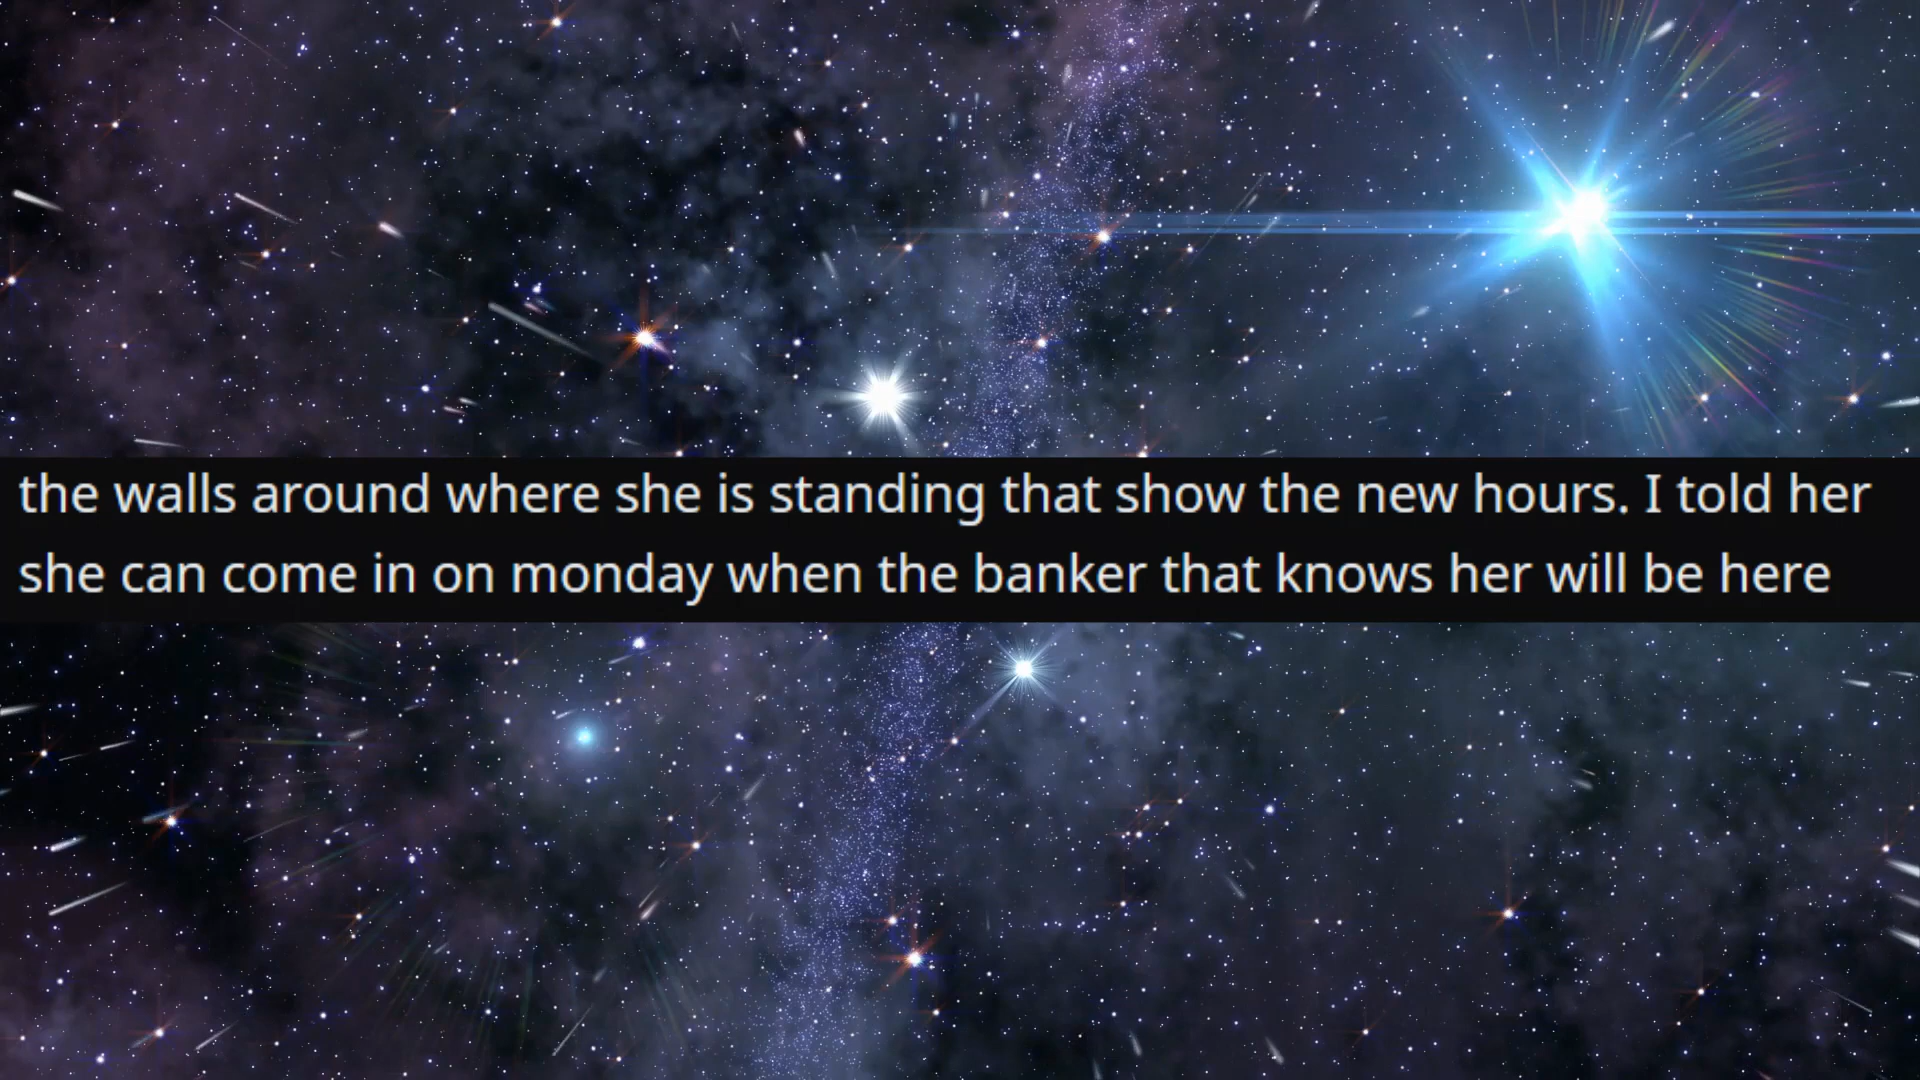 the walls around where she is standing that show the new hours. I told her
she can come in on monday when the banker that knows her will be here